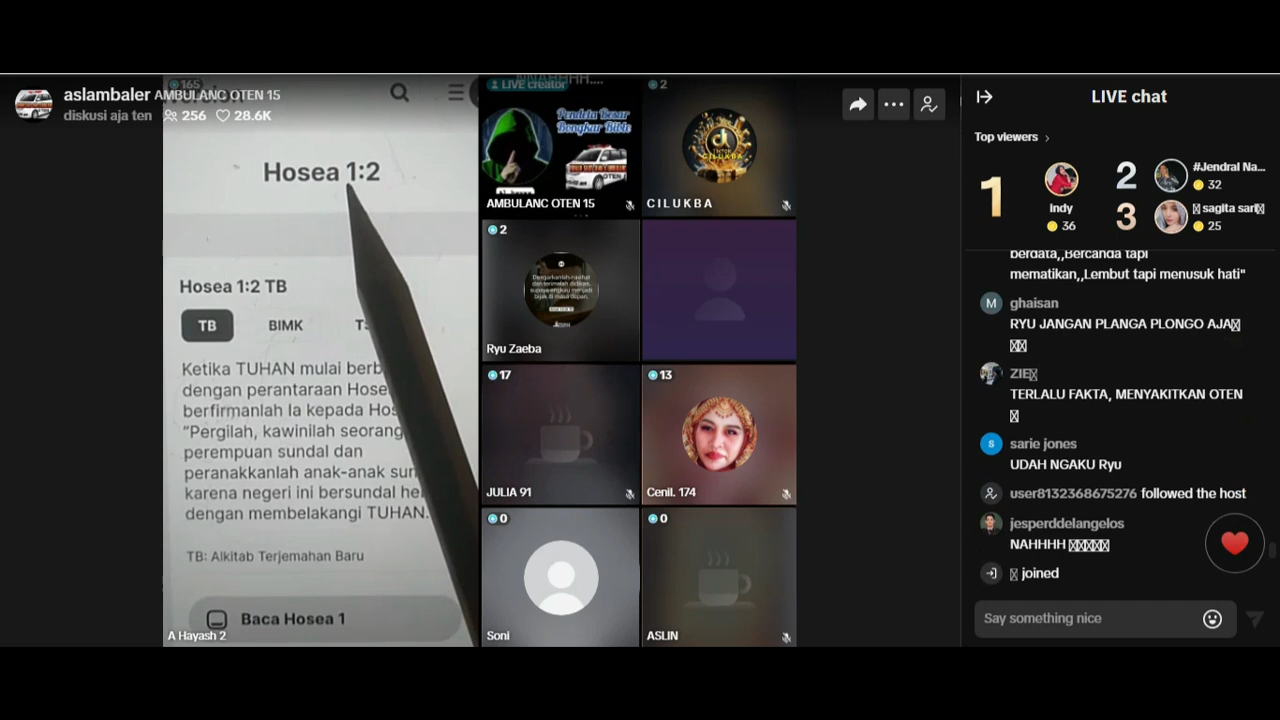 aslambaler AMBULANC OTEN 15
diskusi aja ten 256 28.6K
165
Hosea 1:2
Hosea 1:2 TB
TB BIMK
Ketika TUHAN mulai
dengan perantaraan
berfirmanlah Ia kepada
"Pergilah, kawinilah seorang
perempuan sundal dan
peranakkanlah anak-anak
karena negeri ini bersundal
dengan membelakangi TUHAN.
TB: Alkitab Terjemahan Baru
Baca Hosea 1
A Hayash 2
LIVE creator
Pendeta Besar
Bongkar Bible
AMBULANC OTEN 15
2
CILUKBA
C I L U K B A
2
Ryu Zaeba
17
JULIA 91
13
Cenil. 174
0
Soni
0
ASLIN
LIVE chat
Top viewers
1
Indy
36
2
#Jendral Na...
32
3
sagita sari
25
berdata,,Bercanda tapi
mematikan,,Lembut tapi menusuk hati"
M
ghaisan
RYU JANGAN PLANGA PLONGO AJA
ZIE
TERLALU FAKTA, MENYAKITKAN OTEN
S
sarie jones
UDAH NGAKU Ryu
user8132368675276 followed the host
jesperddelangelos
NAHHHH
joined
Say something nice